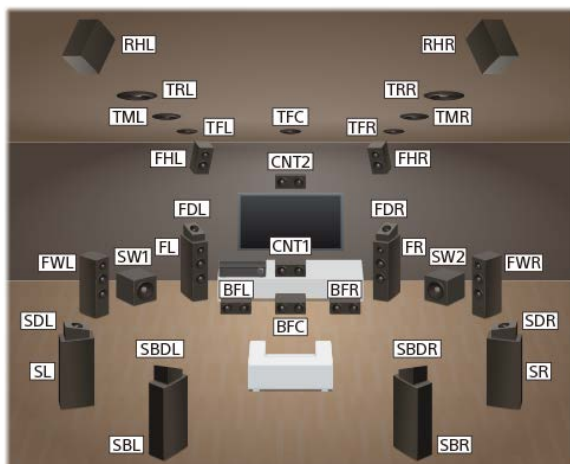 RHL RHR
TRL TRR
TML TFC TMR
TFL TFR
FHL CNT2 FHR
FDL FDR
FL CNT1 FR
FWL SW1 SW2 FWR
BFL BFR
SDL BFC SDR
SBDL SBDR
SL SR
SBL SBR